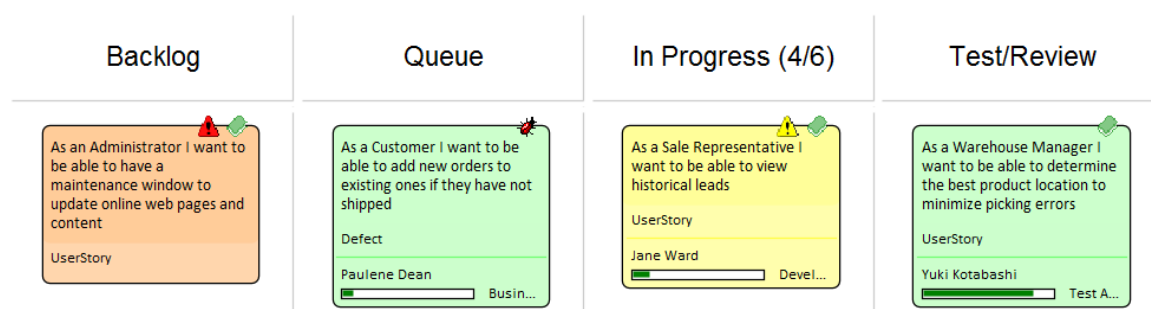 Backlog
Queue
In Progress (4/6)
Test/Review
As an Administrator I want to
be able to have a
maintenance window to
update online web pages and
content
UserStory
As a Customer I want to be
able to add new orders to
existing ones if they have not
shipped
Defect
Paulene Dean
Busin...
As a Sale Representative I
want to be able to view
historical leads
UserStory
Jane Ward
Devel...
As a Warehouse Manager I
want to be able to determine
the best product location to
minimize picking errors
UserStory
Yuki Kotabashi
Test A...